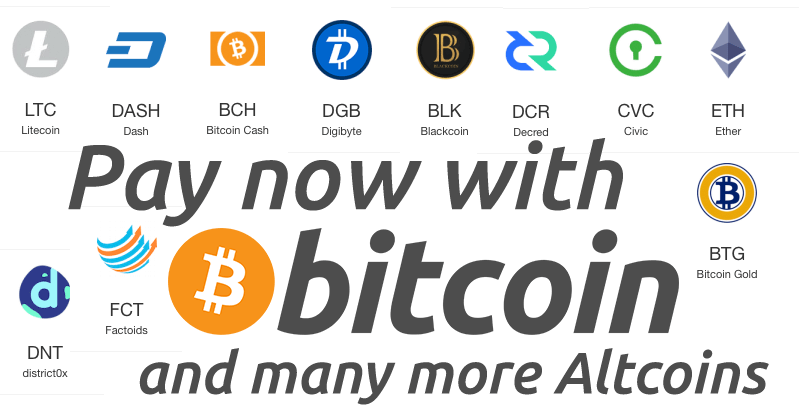 LTC DASH BCH DGB BLK DCR CVC ETH
Litecoin Dash Bitcoin Cash Digibyte Blackcoin Decred Civic Ether
BLACKCOIN
Pay now with
BTG
Bitcoin Gold
bitcoin
FCT
Factoids
DNT
district0x
and many more Altcoins